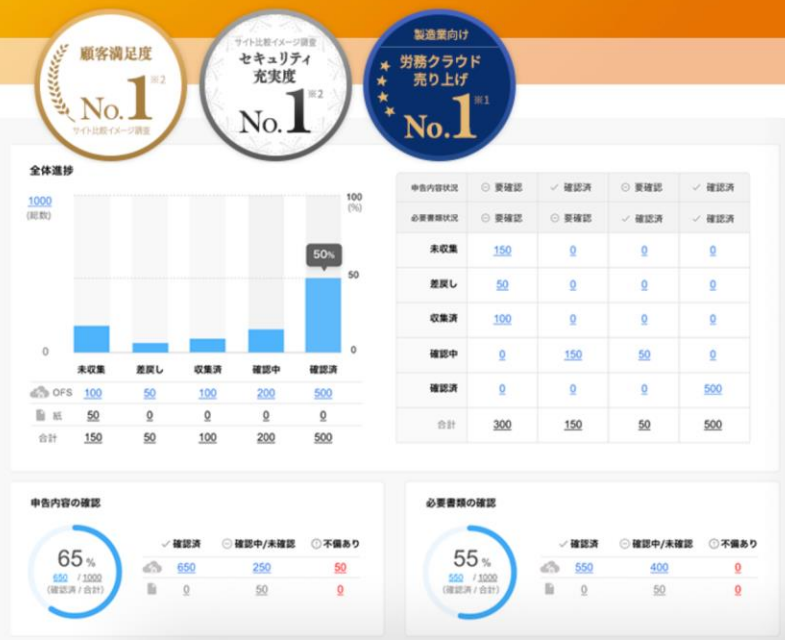 顧客満足度
No.1※2
サイト比較イメージ調査
サイト比較イメージ調査
セキュリティ
充実度
No.1※2
製造業向け
労務クラウド
売り上げ
No.1※1
全体進捗
1000
(総数)
100
(%)
50%
50
0
0
未収集 差戻し 収集済 確認中 確認済
OFS 100 50 100 200 500
紙 50 0 0 0 0
合計 150 50 100 200 500
申告内容状況 要確認 確認済 要確認 確認済
必要書類状況 要確認 要確認 確認済 確認済
未収集 150 0 0 0
差戻し 50 0 0 0
収集済 100 0 0 0
確認中 0 150 50 0
確認済 0 0 0 500
合計 300 150 50 500
申告内容の確認
65%
650 / 1000
(確認済 / 合計)
確認済 確認中/未確認 不備あり
650 250 50
0 50 0
必要書類の確認
55%
550 / 1000
(確認済 / 合計)
確認済 確認中/未確認 不備あり
550 400 0
0 50 0